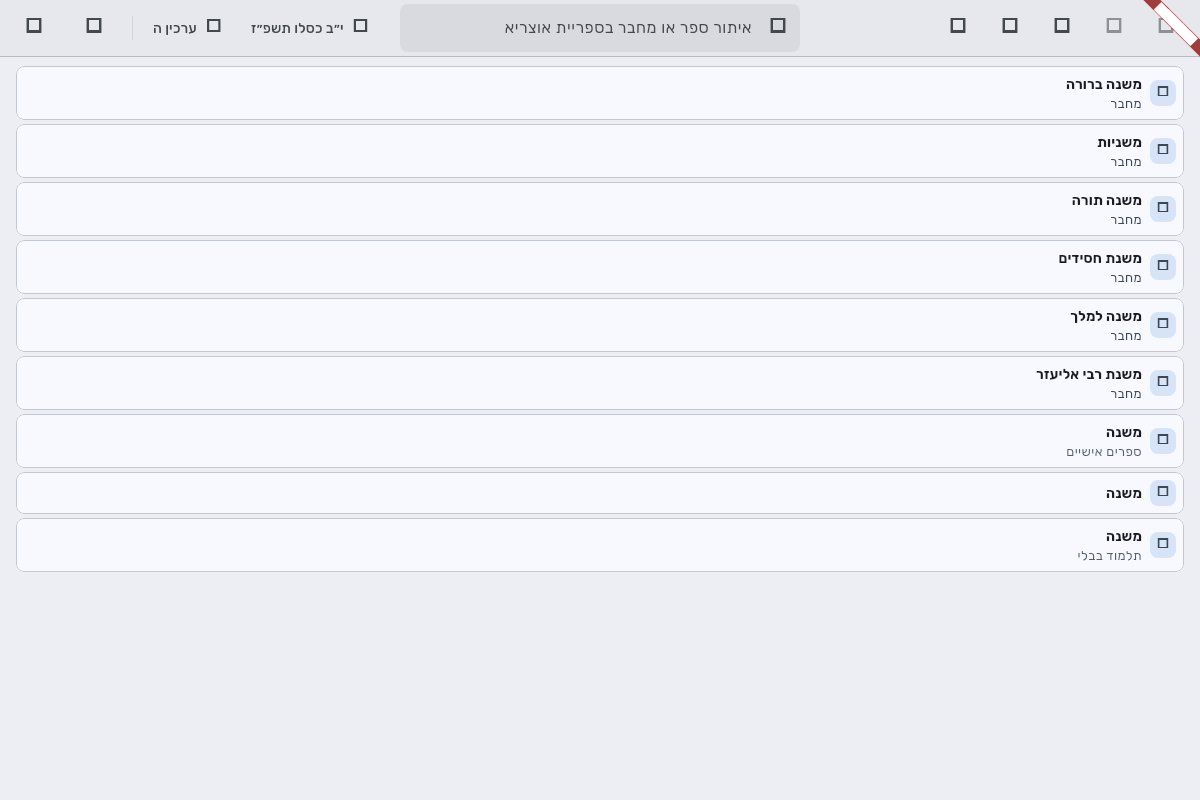 איתור ספר או מחבר בספריית אוצריא
י״ב כסלו תשפ״ז
ערכין ה
משנה ברורה
מחבר
משניות
מחבר
משנה תורה
מחבר
משנת חסידים
מחבר
משנה למלך
מחבר
משנת רבי אליעזר
מחבר
משנה
ספרים אישיים
משנה
משנה
תלמוד בבלי